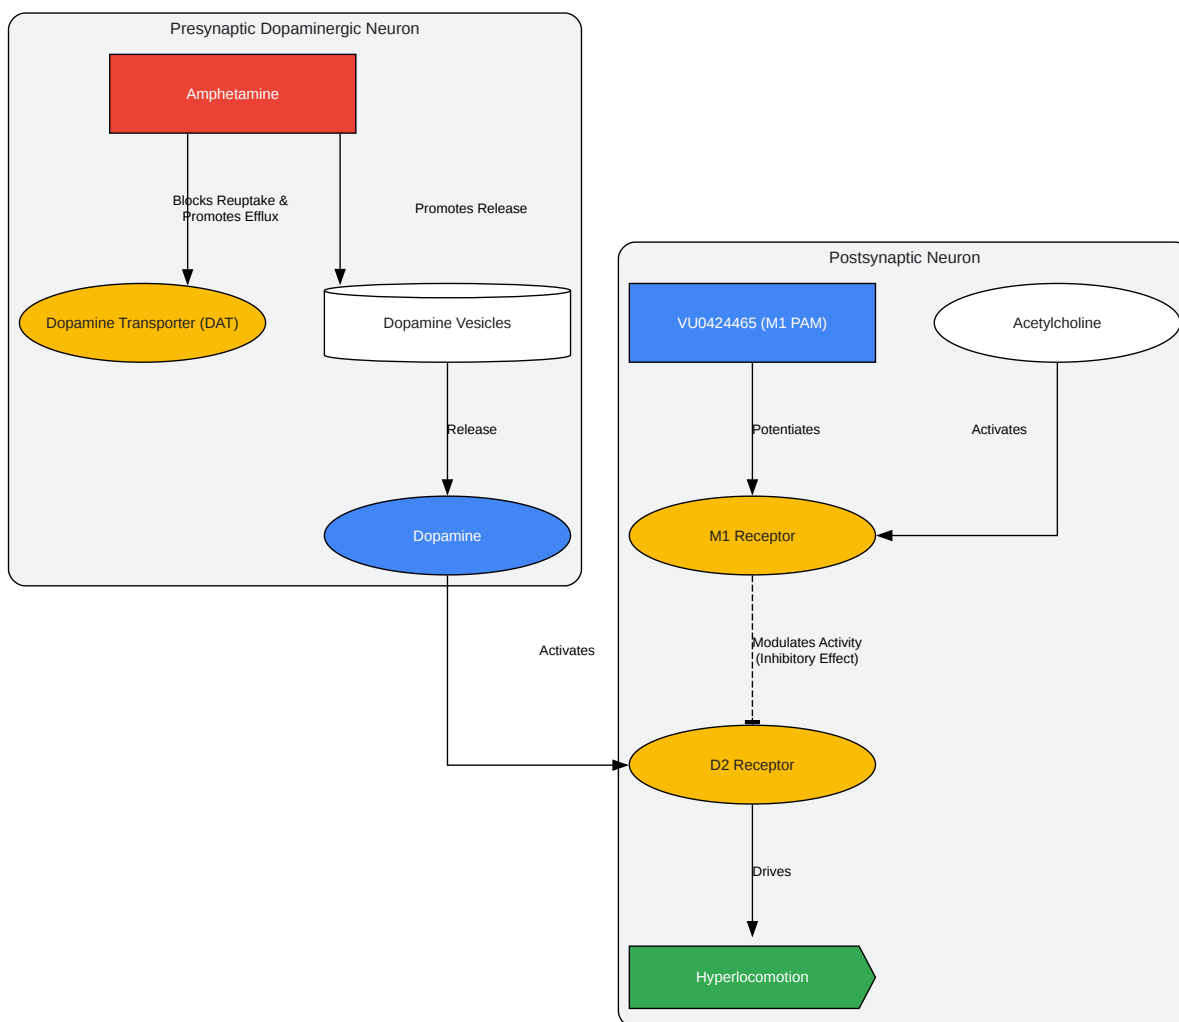 Presynaptic Dopaminergic Neuron
Amphetamine
Blocks Reuptake &
Promotes Efflux
Promotes Release
Dopamine Transporter (DAT)
Dopamine Vesicles
Release
Dopamine
Activates
Postsynaptic Neuron
VU0424465 (M1 PAM)
Acetylcholine
Potentiates
Activates
M1 Receptor
Modulates Activity
(Inhibitory Effect)
D2 Receptor
Drives
Hyperlocomotion